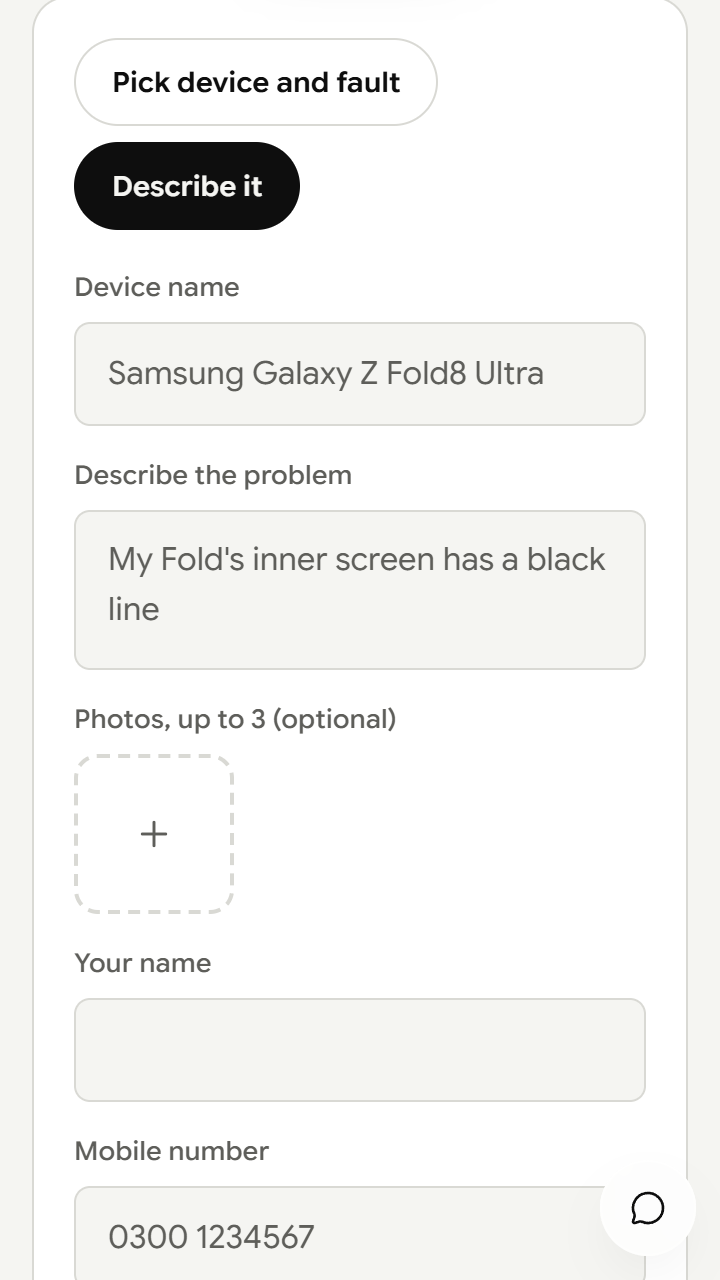 Pick device and fault
Describe it
Device name
Samsung Galaxy Z Fold8 Ultra
Describe the problem
My Fold's inner screen has a black
line
Photos, up to 3 (optional)
Your name
Mobile number
0300 1234567